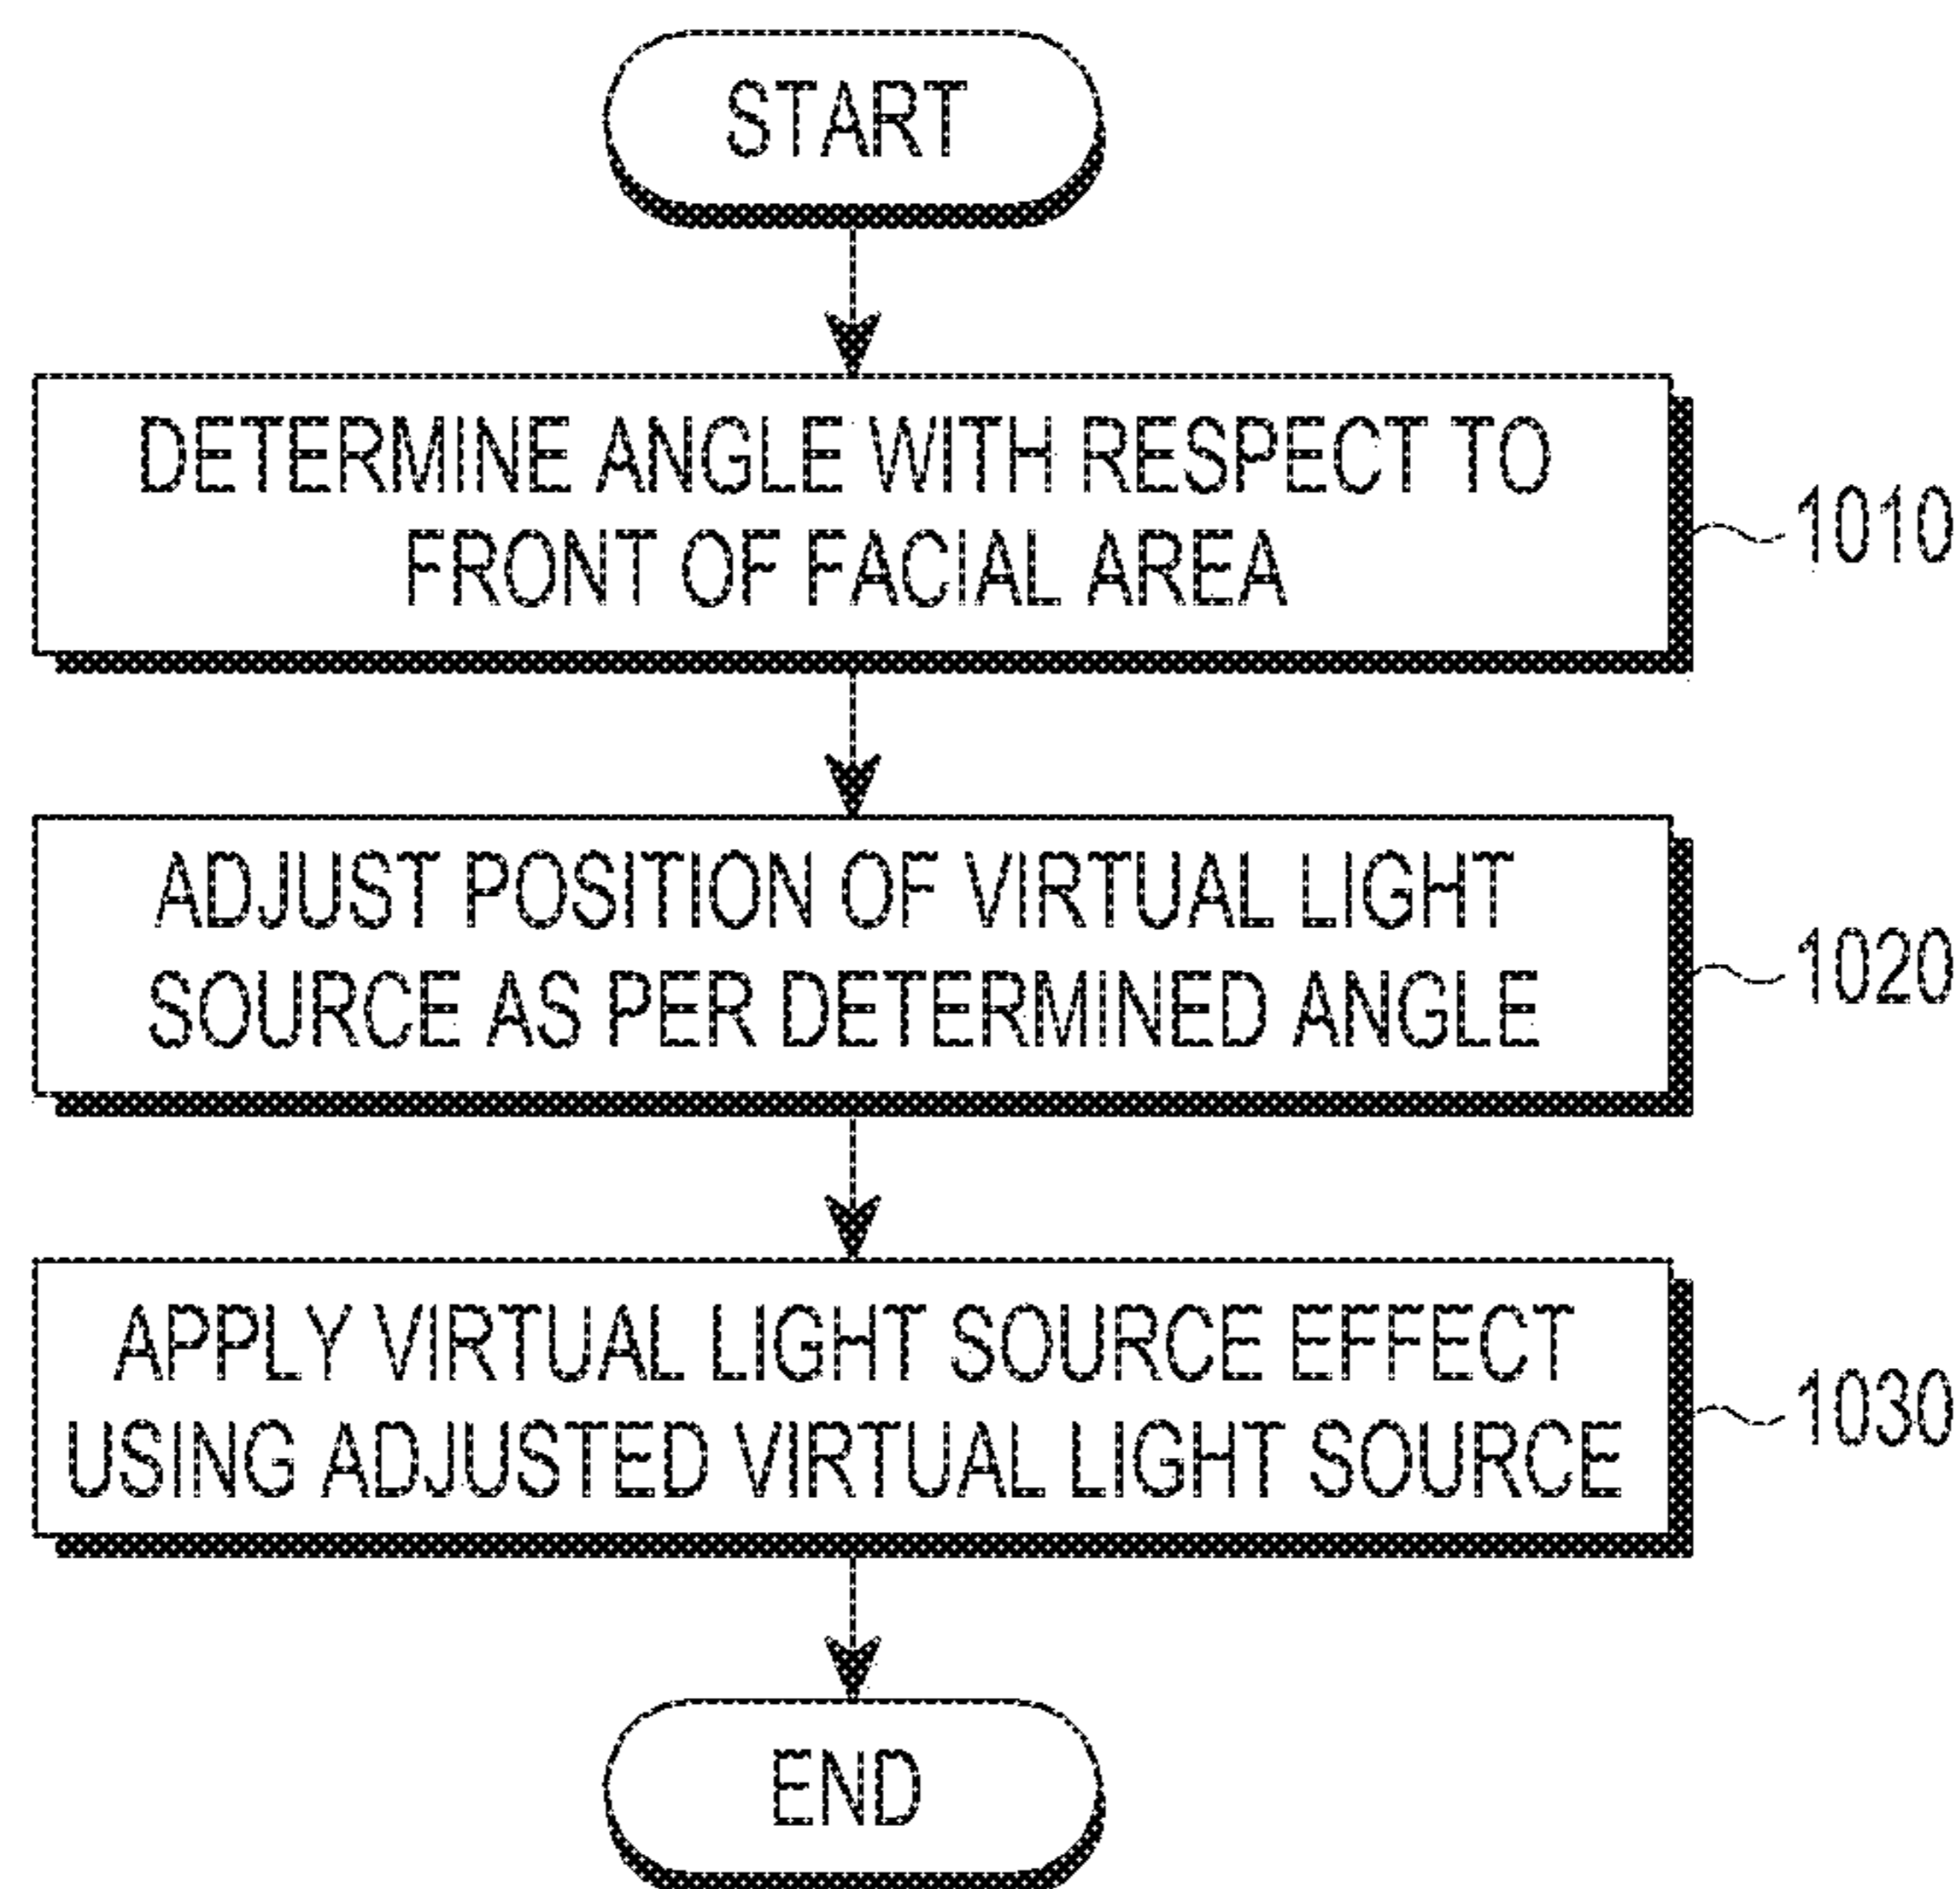 START
DETERMINE ANGLE WITH RESPECT TO
FRONT OF FACIAL AREA
1010
ADJUST POSITION OF VIRTUAL LIGHT
SOURCE AS PER DETERMINED ANGLE
1020
APPLY VIRTUAL LIGHT SOURCE EFFECT
USING ADJUSTED VIRTUAL LIGHT SOURCE
1030
END